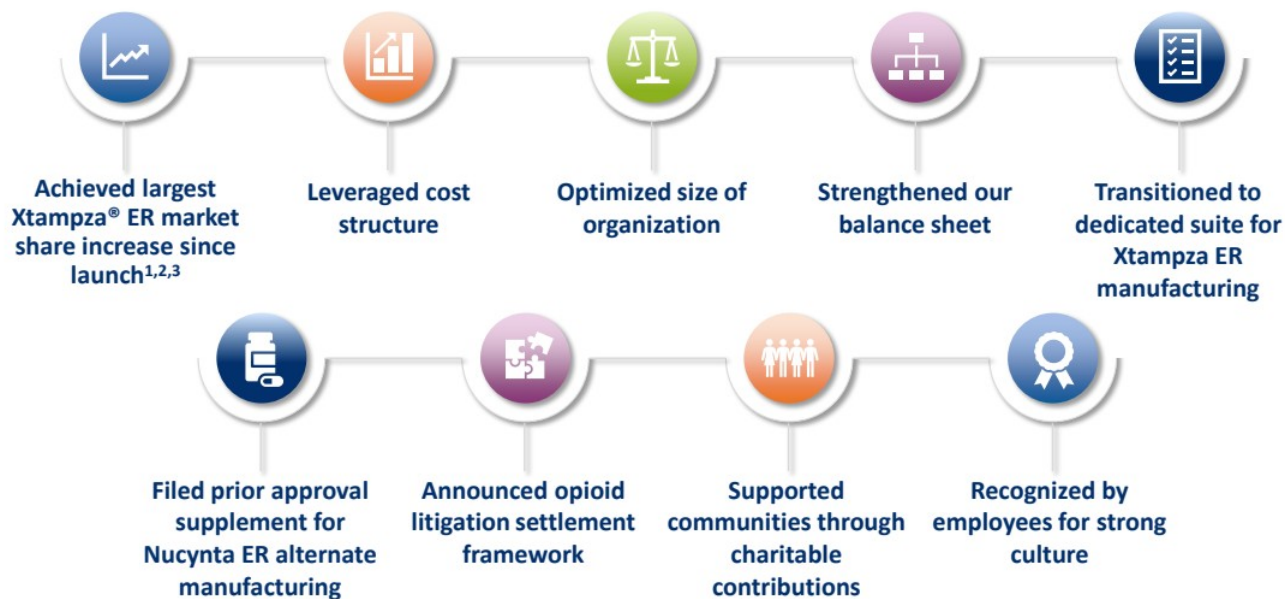 Achieved largest
Xtampza® ER market
share increase since
launch1,2,3
Leveraged cost
structure
Optimized size of
organization
Strengthened our
balance sheet
Transitioned to
dedicated suite for
Xtampza ER
manufacturing
Filed prior approval
supplement for
Nucynta ER alternate
manufacturing
Announced opioid
litigation settlement
framework
Supported
communities through
charitable
contributions
Recognized by
employees for strong
culture